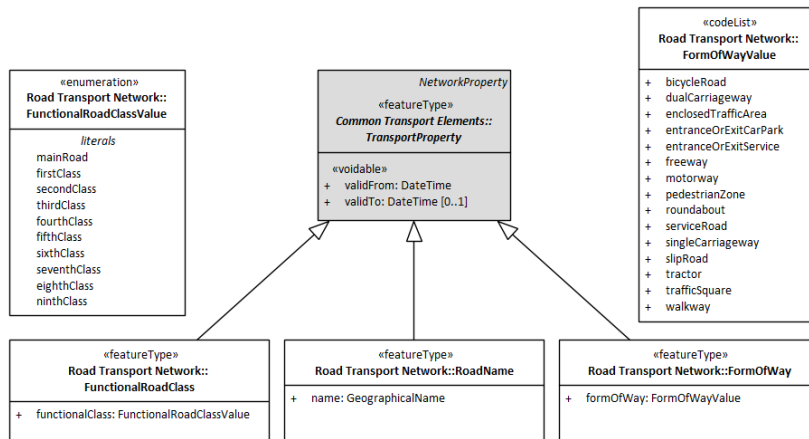 «enumeration»
Road Transport Network::
FunctionalRoadClassValue
literals
mainRoad
firstClass
secondClass
thirdClass
fourthClass
fifthClass
sixthClass
seventhClass
eighthClass
ninthClass
NetworkProperty
«featureType»
Common Transport Elements::
TransportProperty
«voidable»
+ validFrom: DateTime
+ validTo: DateTime [0..1]
«codeList»
Road Transport Network::
FormOfWayValue
+ bicycleRoad
+ dualCarriageway
+ enclosedTrafficArea
+ entranceOrExitCarPark
+ entranceOrExitService
+ freeway
+ motorway
+ pedestrianZone
+ roundabout
+ serviceRoad
+ singleCarriageway
+ slipRoad
+ tractor
+ trafficSquare
+ walkway
«featureType»
Road Transport Network::
FunctionalRoadClass
+ functionalClass: FunctionalRoadClassValue
«featureType»
Road Transport Network::RoadName
+ name: GeographicalName
«featureType»
Road Transport Network::FormOfWay
+ formOfWay: FormOfWayValue